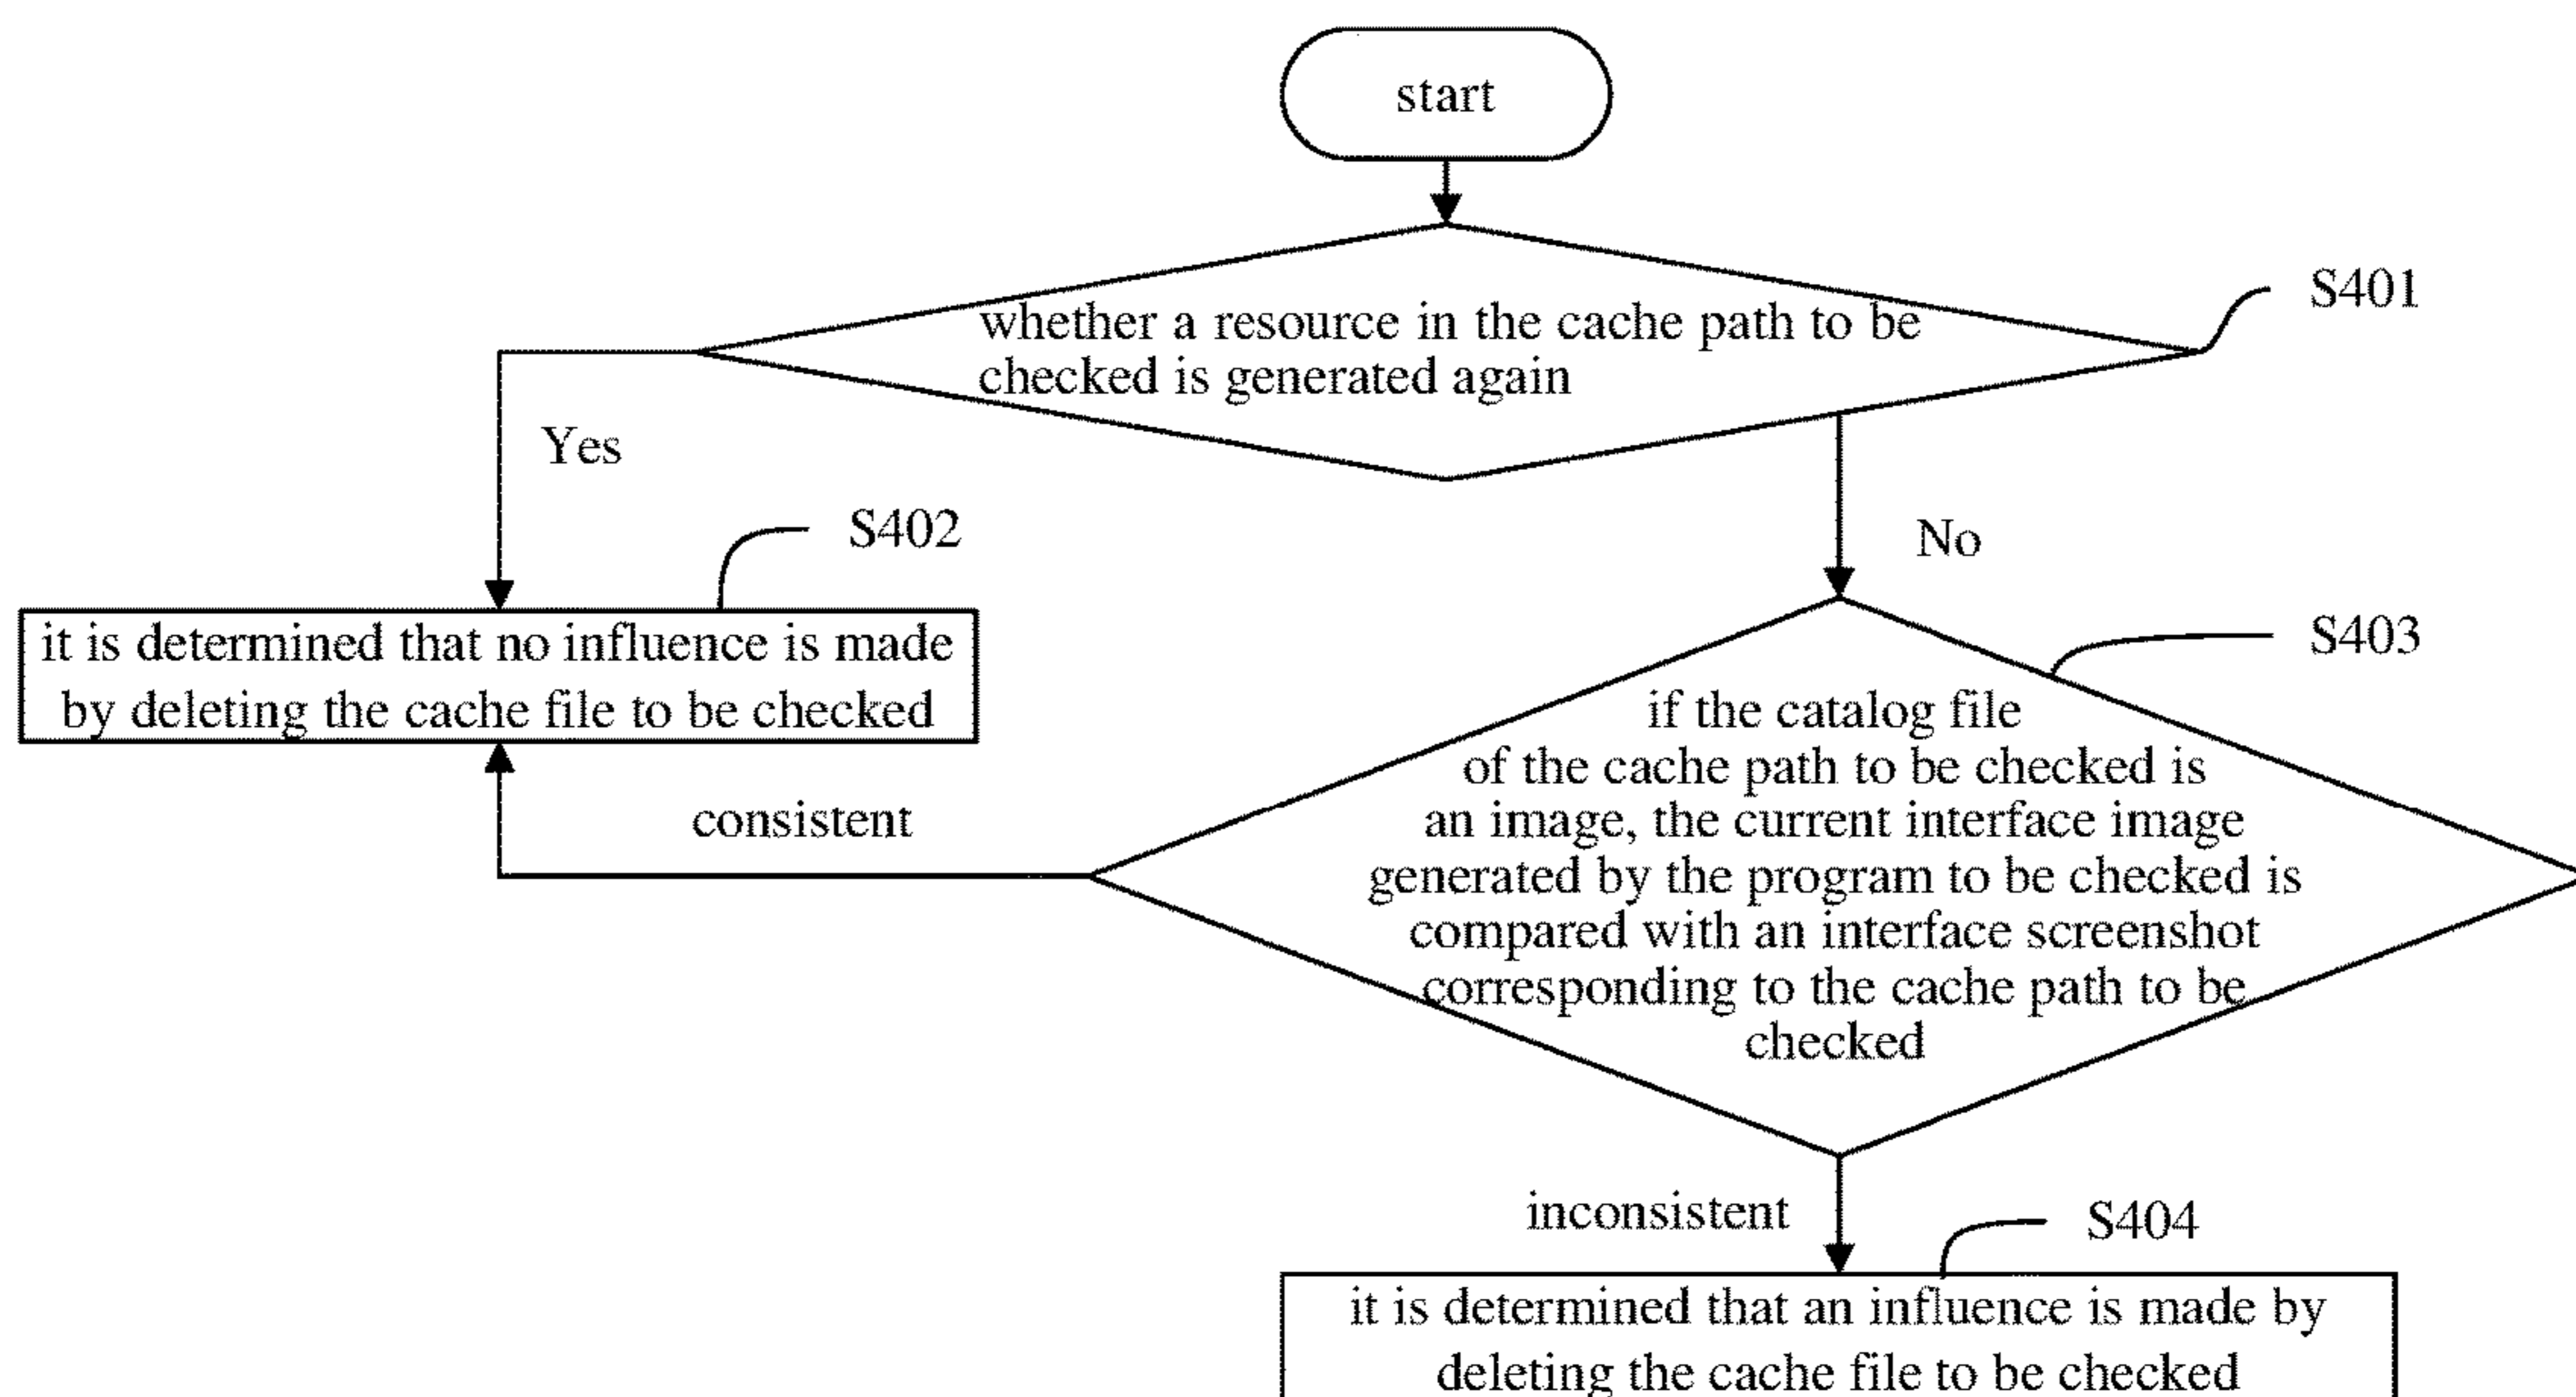 start
whether a resource in the cache path to be
checked is generated again
S401
Yes
No
S402
it is determined that no influence is made
by deleting the cache file to be checked
S403
if the catalog file
of the cache path to be checked is
an image, the current interface image
generated by the program to be checked is
compared with an interface screenshot
corresponding to the cache path to be
checked
consistent
inconsistent
S404
it is determined that an influence is made by
deleting the cache file to be checked